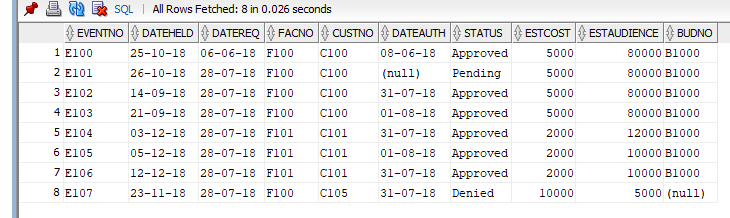 SQL | All Rows Fetched: 8 in 0.026 seconds
EVENTNO DATEHELD DATEREQ FACNO CUSTNO DATEAUTH STATUS ESTCOST ESTAUDIENCE BUDNO
1 E100 25-10-18 06-06-18 F100 C100 08-06-18 Approved 5000 80000 B1000
2 E101 26-10-18 28-07-18 F100 C100 (null) Pending 5000 80000 B1000
3 E102 14-09-18 28-07-18 F100 C100 31-07-18 Approved 5000 80000 B1000
4 E103 21-09-18 28-07-18 F100 C100 01-08-18 Approved 5000 80000 B1000
5 E104 03-12-18 28-07-18 F101 C101 31-07-18 Approved 2000 12000 B1000
6 E105 05-12-18 28-07-18 F101 C101 01-08-18 Approved 2000 10000 B1000
7 E106 12-12-18 28-07-18 F101 C101 31-07-18 Approved 2000 10000 B1000
8 E107 23-11-18 28-07-18 F100 C105 31-07-18 Denied 10000 5000 (null)